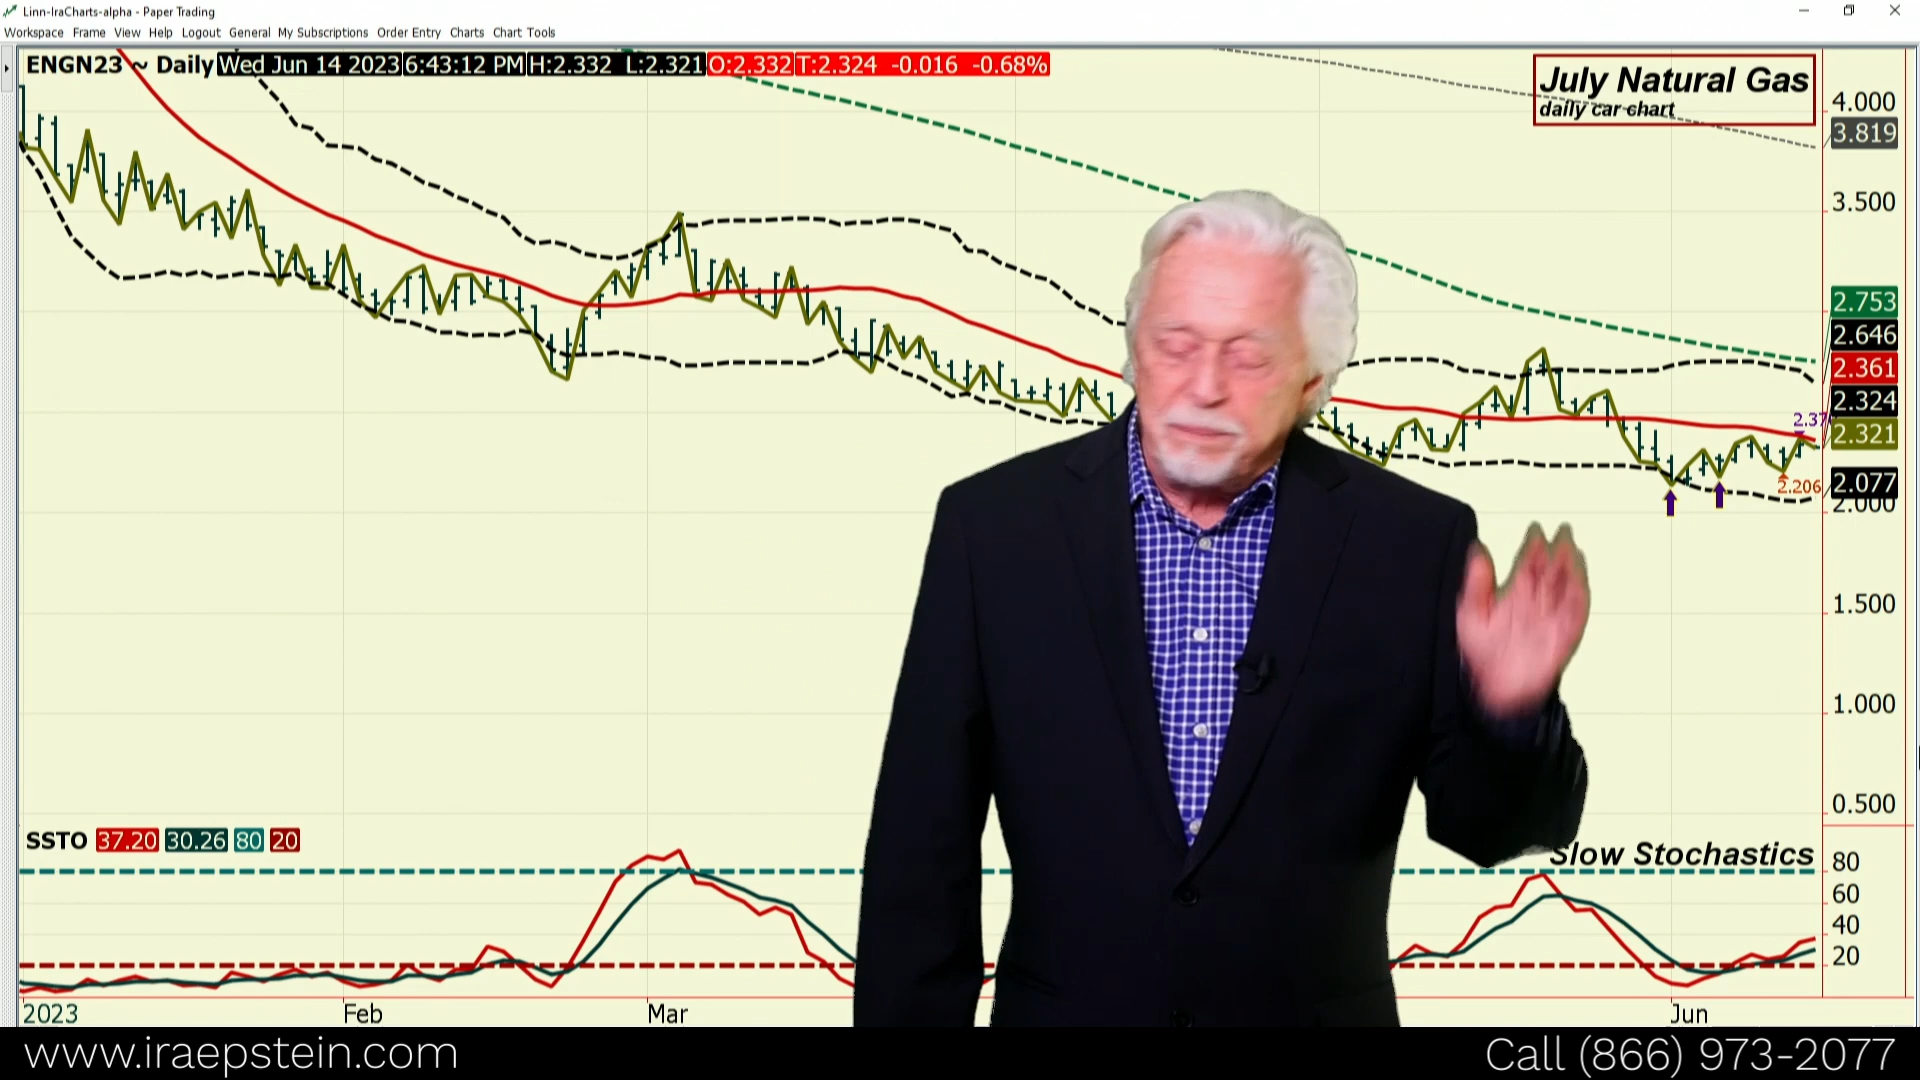 Linn-IraCharts-alpha - Paper Trading
Workspace Frame View Help Logout General My Subscriptions Order Entry Charts Chart Tools
ENGN23 ~ Daily Wed Jun 14 2023 6:43:12 PM H:2.332 L:2.321 O:2.332 T:2.324 -0.016 -0.68%
July Natural Gas
daily car chart
4.000
3.819
3.500
2.753
2.646
2.361
2.324
2.37
2.321
2.206
2.077
2.000
1.500
1.000
0.500
SSTO 37.20 30.26 80 20
Slow Stochastics
80
60
40
20
2023 Feb Mar Jun
www.iraepstein.com
Call (866) 973-2077